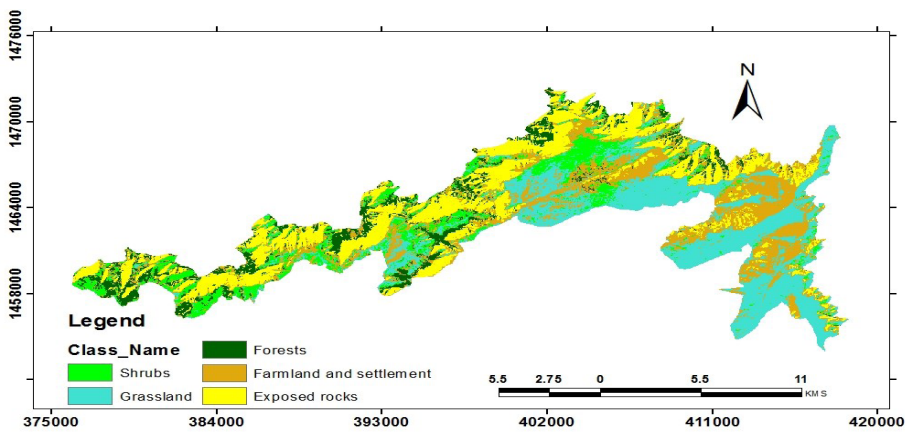 1476000
1470000
1464000
1458000
N
Legend
Class_Name
Shrubs
Grassland
Forests
Farmland and settlement
Exposed rocks
5.5 2.75 0 5.5 11
KMS
375000 384000 393000 402000 411000 420000